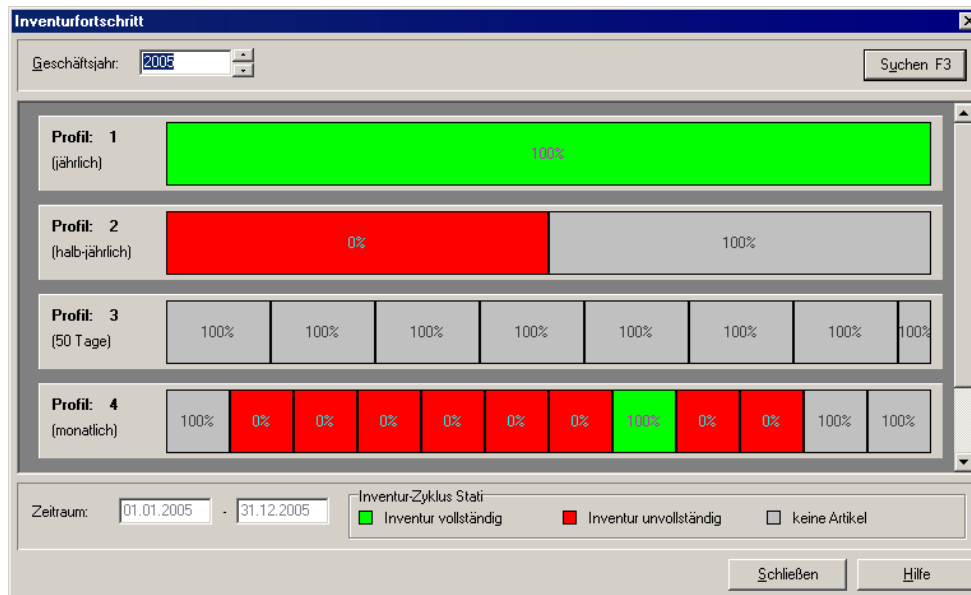 Inventurfortschritt
Geschäftsjahr: 2005 Suchen F3
Profil: 1
(jährlich)
100%
Profil: 2
(halb-jährlich)
0% 100%
Profil: 3
(50 Tage)
100% 100% 100% 100% 100% 100% 100% 100%
Profil: 4
(monatlich)
100% 0% 0% 0% 0% 0% 0% 100% 0% 0% 100% 100%
Zeitraum: 01.01.2005 - 31.12.2005
Inventur-Zyklus Stati
Inventur vollständig Inventur unvollständig keine Artikel
Schließen Hilfe